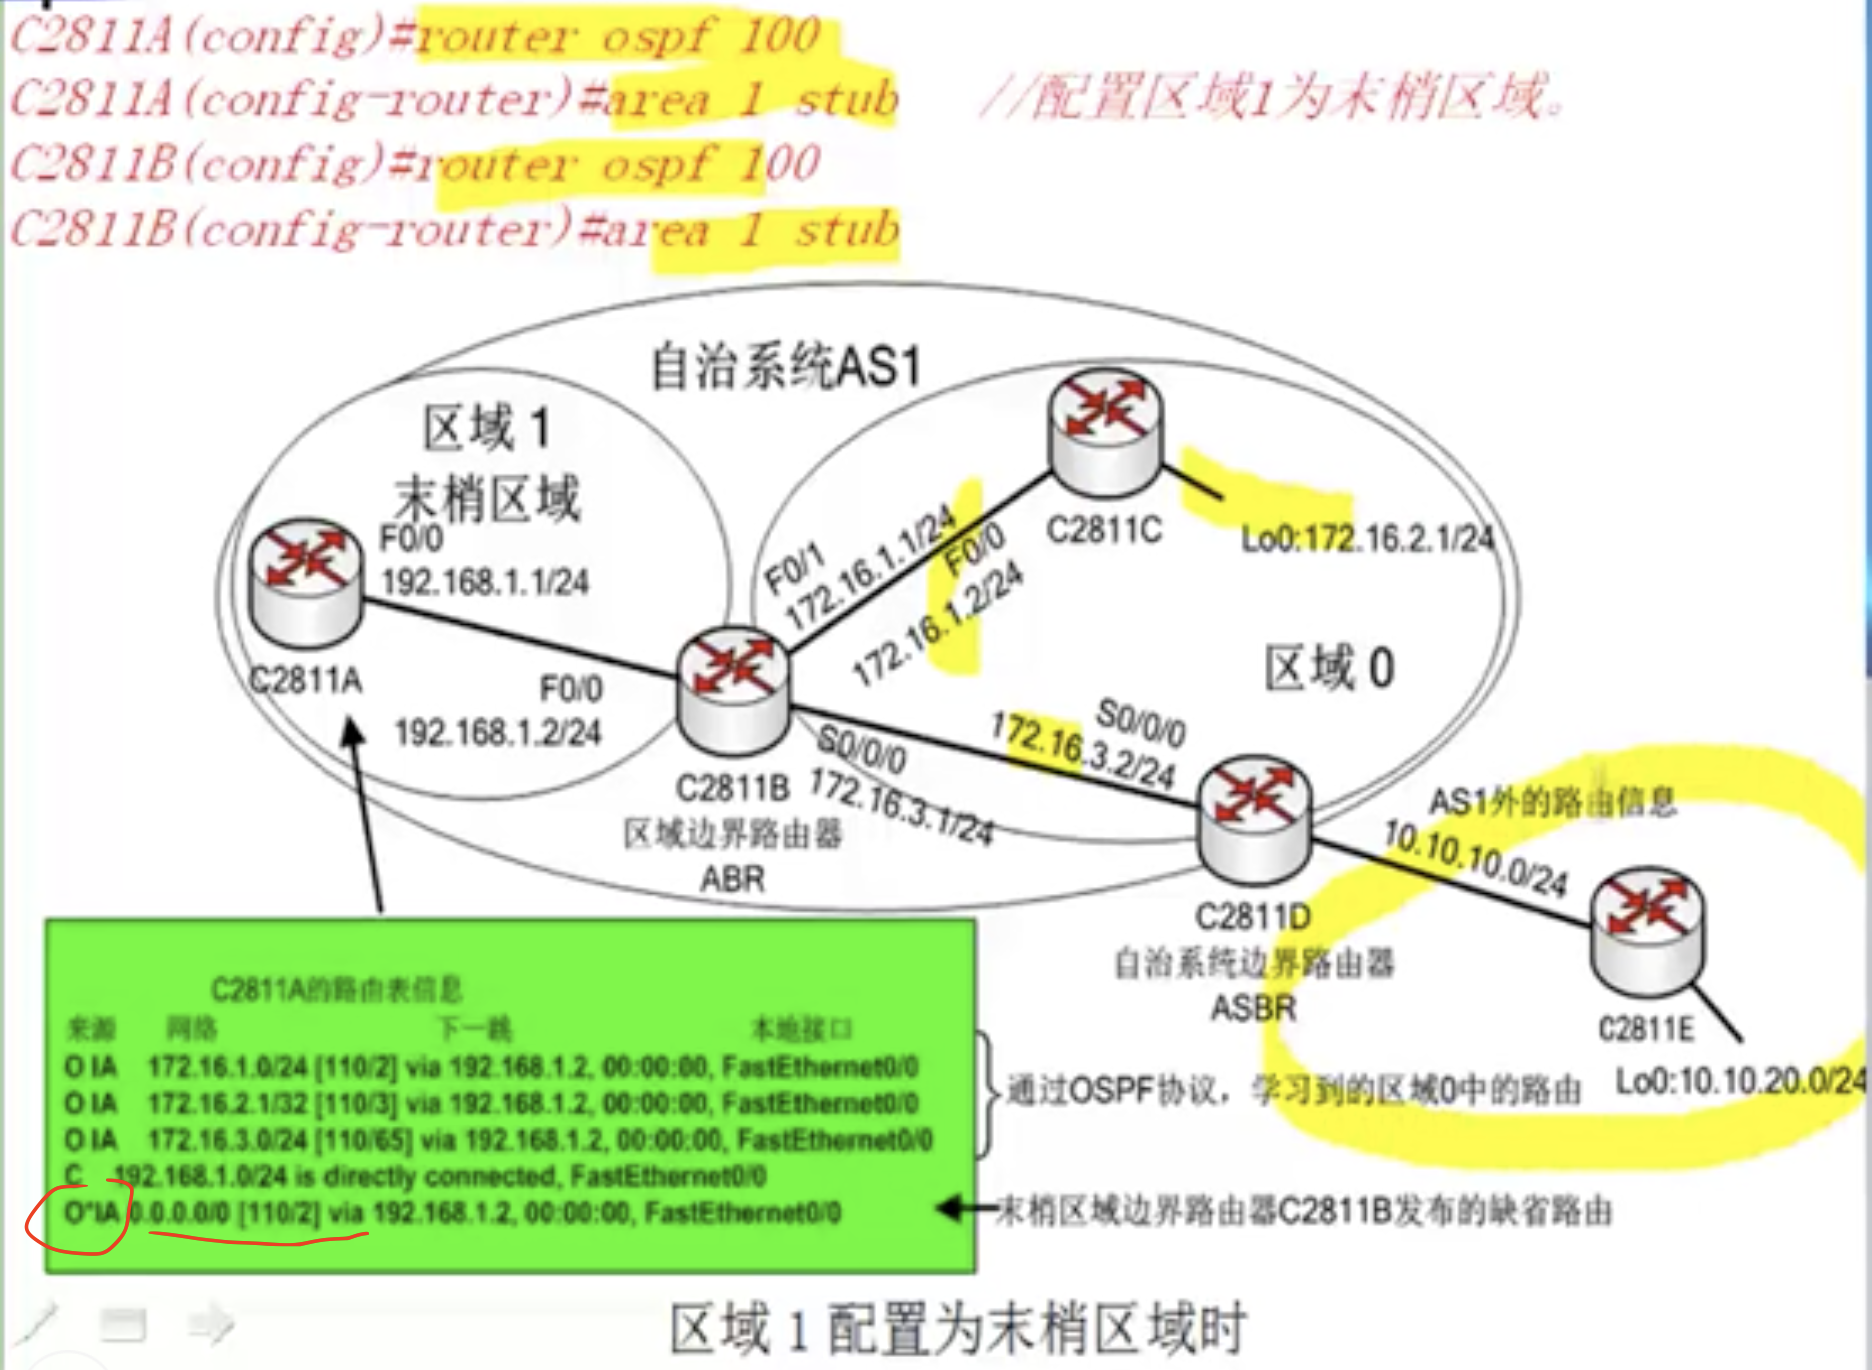 C2811A(config)#router ospf 100
C2811A(config-router)#area 1 stub //配置区域1为末梢区域。
C2811B(config)#router ospf 100
C2811B(config-router)#area 1 stub
自治系统AS1
区域 1
末梢区域
F0/0
192.168.1.1/24
C2811A
F0/0
192.168.1.2/24
C2811B
区域边界路由器
ABR
F0/1
172.16.1.1/24
F0/0
172.16.1.2/24
C2811C
Lo0:172.16.2.1/24
区域 0
S0/0/0
172.16.3.1/24
S0/0/0
172.16.3.2/24
C2811D
自治系统边界路由器
ASBR
AS1外的路由信息
10.10.10.0/24
C2811E
Lo0:10.10.20.0/24
C2811A的路由表信息
来源 网络 下一跳 本地接口
O IA 172.16.1.0/24 [110/2] via 192.168.1.2, 00:00:00, FastEthernet0/0
O IA 172.16.2.1/32 [110/3] via 192.168.1.2, 00:00:00, FastEthernet0/0
O IA 172.16.3.0/24 [110/65] via 192.168.1.2, 00:00:00, FastEthernet0/0
C 192.168.1.0/24 is directly connected, FastEthernet0/0
O*IA 0.0.0.0/0 [110/2] via 192.168.1.2, 00:00:00, FastEthernet0/0
通过OSPF协议，学习到的区域0中的路由
末梢区域边界路由器C2811B发布的缺省路由
区域 1 配置为末梢区域时